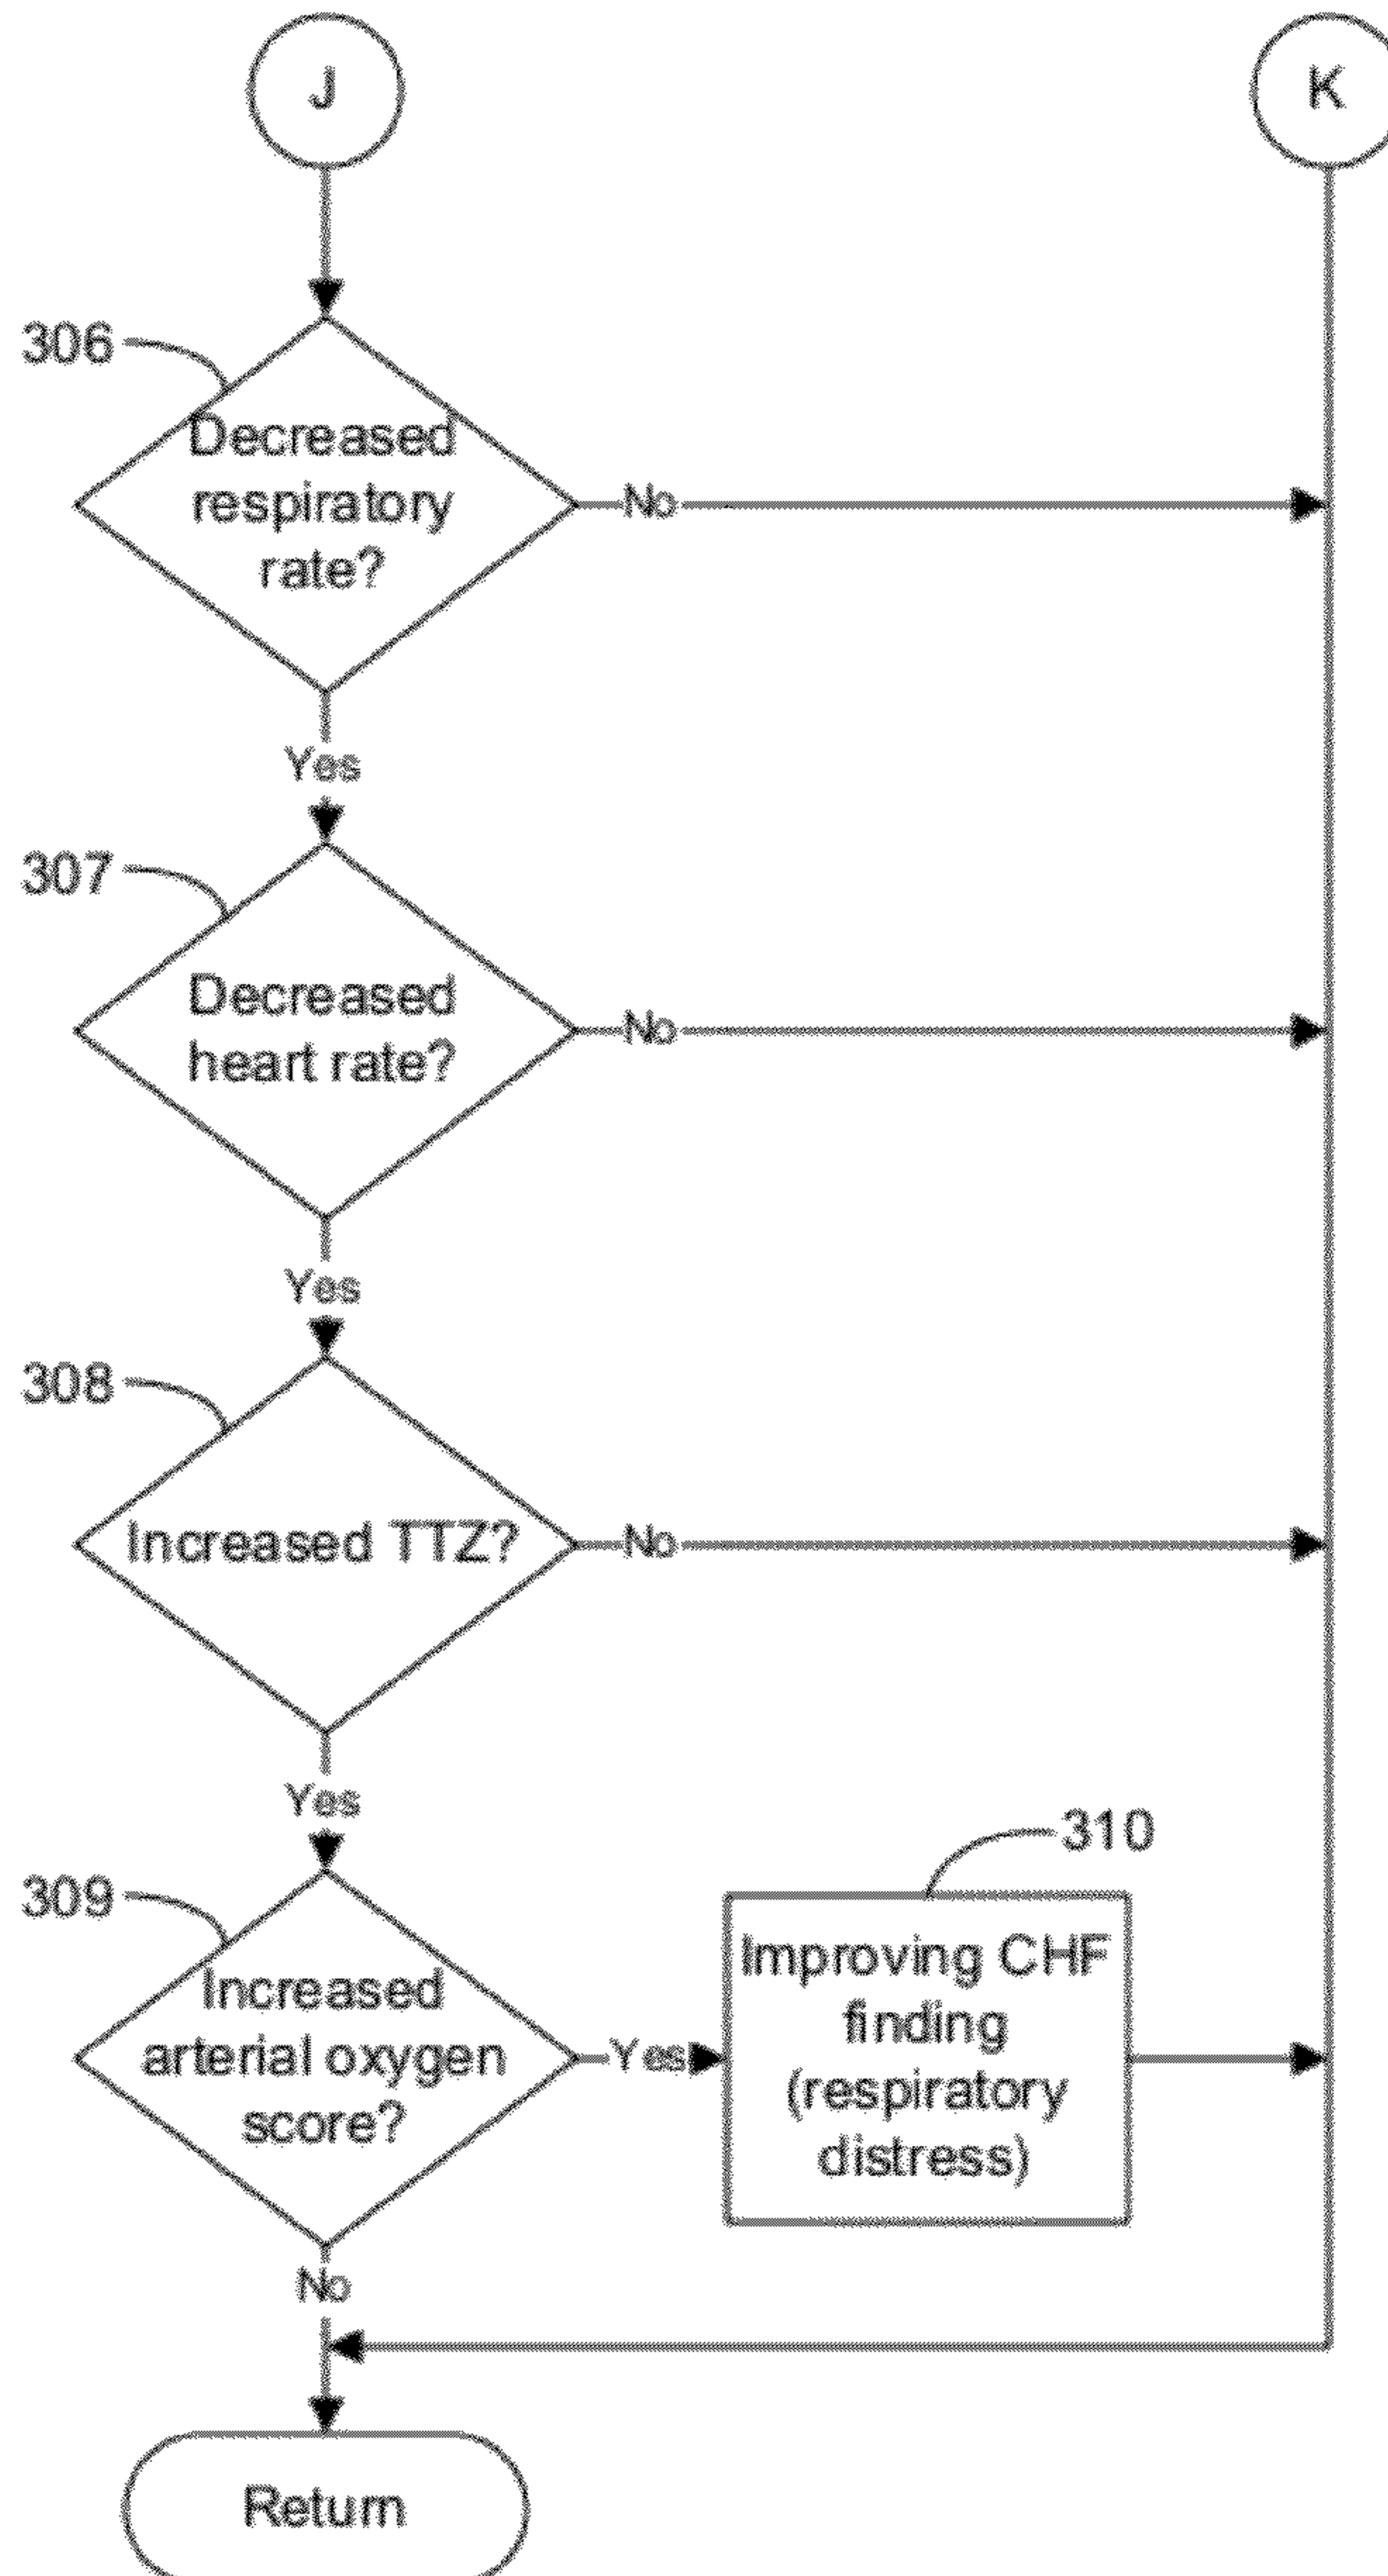 J
K
306
Decreased
respiratory
rate?
No
Yes
307
Decreased
heart rate?
No
Yes
308
Increased TTZ?
No
Yes
309
Increased
arterial oxygen
score?
Yes
310
Improving CHF
finding
(respiratory
distress)
No
Return